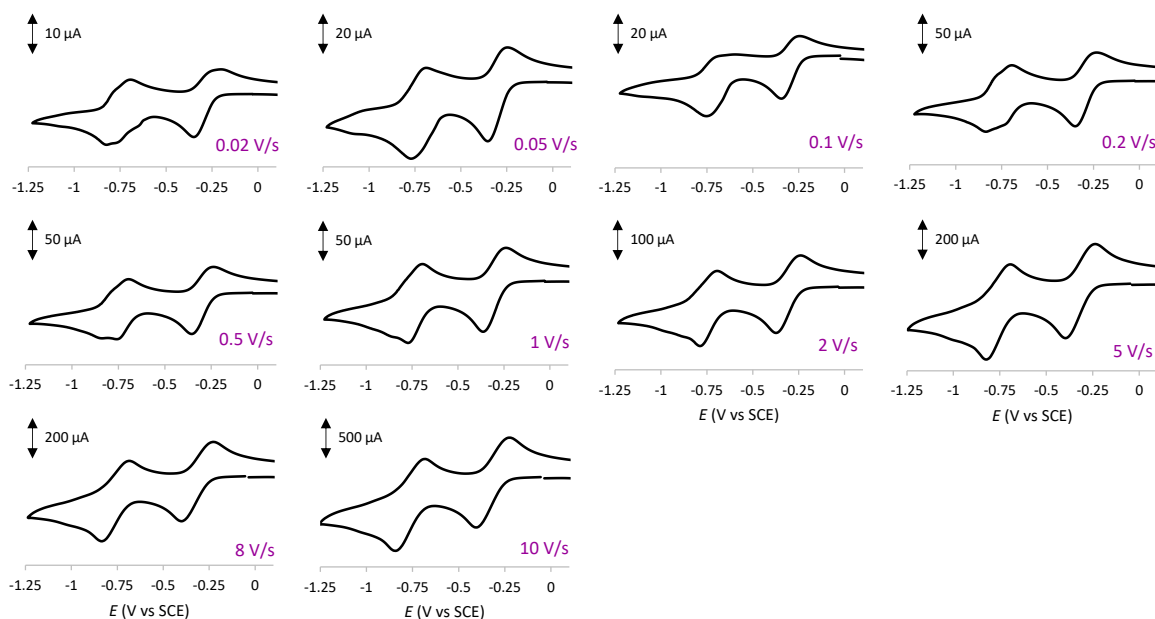 10 µA
20 µA
20 µA
50 µA
0.02 V/s
0.05 V/s
0.1 V/s
0.2 V/s
-1.25 -1 -0.75 -0.5 -0.25 0
-1.25 -1 -0.75 -0.5 -0.25 0
-1.25 -1 -0.75 -0.5 -0.25 0
-1.25 -1 -0.75 -0.5 -0.25 0
50 µA
50 µA
100 µA
200 µA
0.5 V/s
1 V/s
2 V/s
5 V/s
-1.25 -1 -0.75 -0.5 -0.25 0
-1.25 -1 -0.75 -0.5 -0.25 0
-1.25 -1 -0.75 -0.5 -0.25 0
-1.25 -1 -0.75 -0.5 -0.25 0
E (V vs SCE)
E (V vs SCE)
200 µA
500 µA
8 V/s
10 V/s
-1.25 -1 -0.75 -0.5 -0.25 0
-1.25 -1 -0.75 -0.5 -0.25 0
E (V vs SCE)
E (V vs SCE)